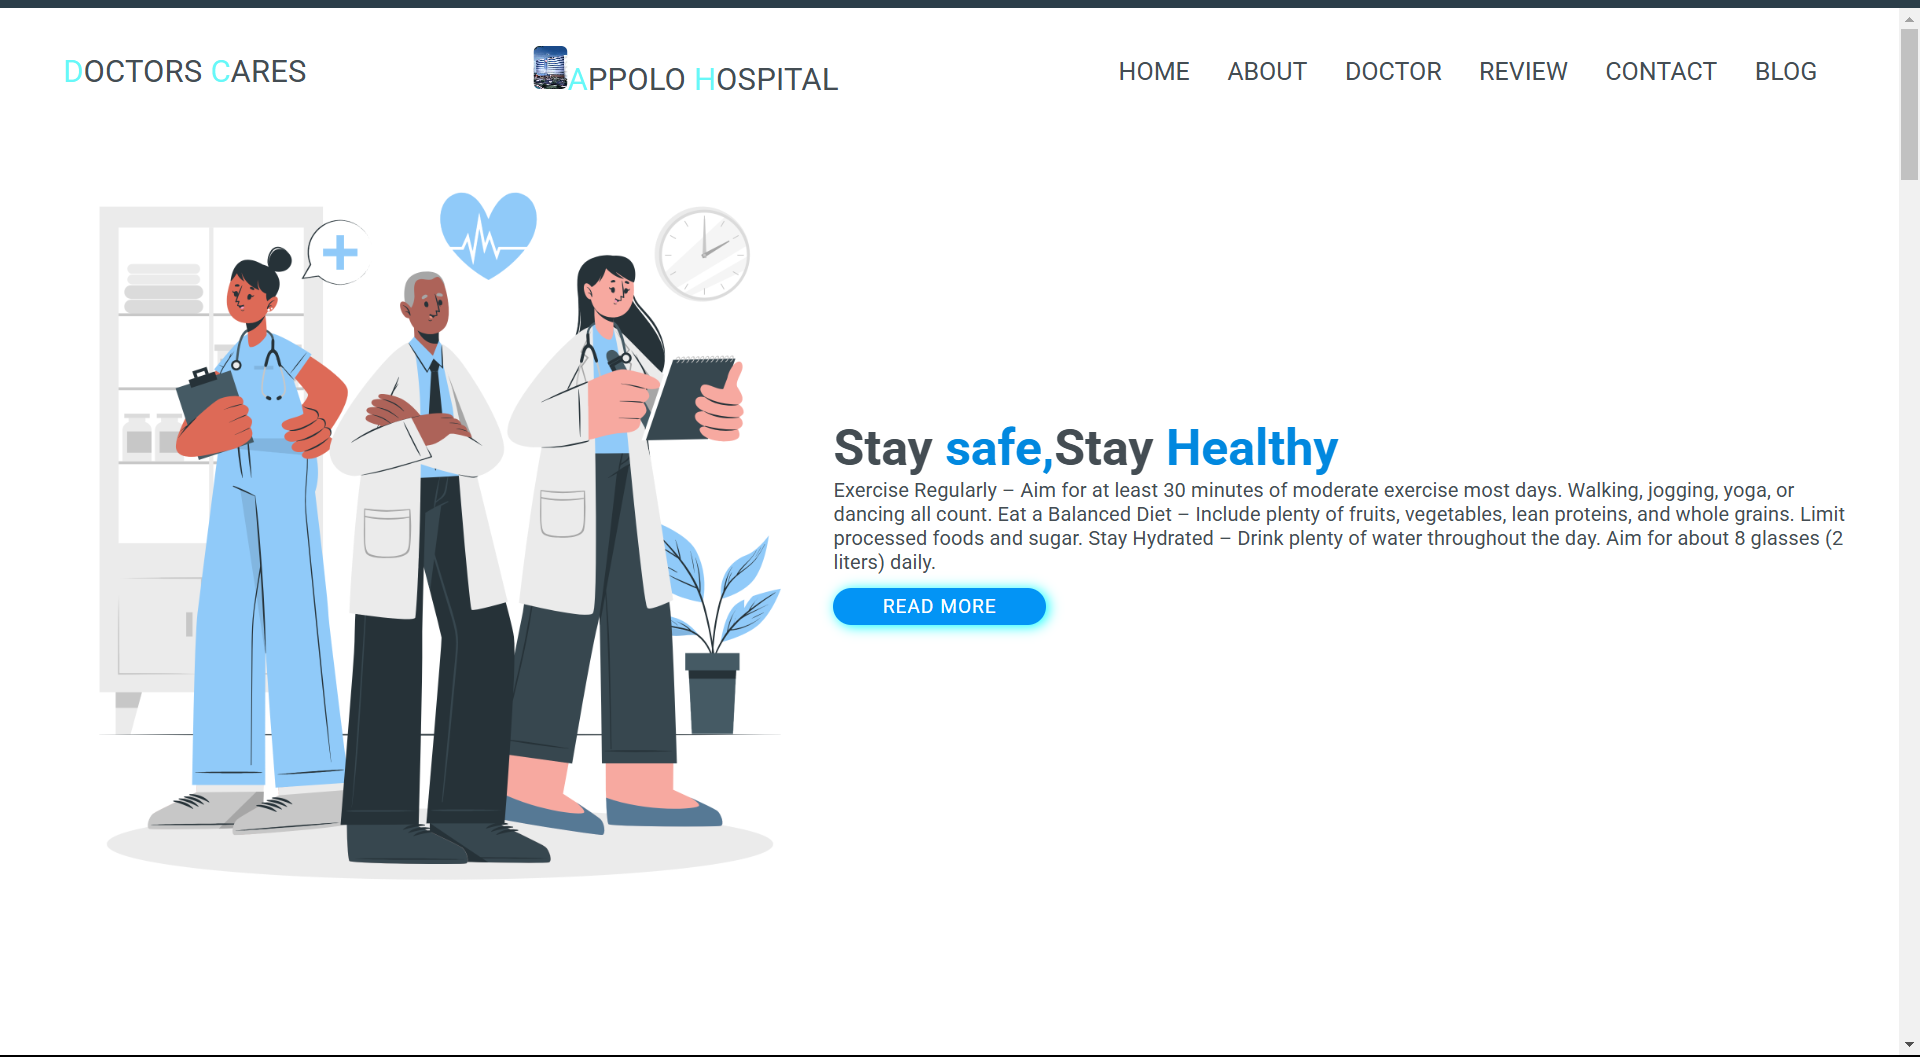 DOCTORS CARES
APPOLO HOSPITAL
HOME ABOUT DOCTOR REVIEW CONTACT BLOG
Stay safe,Stay Healthy
Exercise Regularly – Aim for at least 30 minutes of moderate exercise most days. Walking, jogging, yoga, or
dancing all count. Eat a Balanced Diet – Include plenty of fruits, vegetables, lean proteins, and whole grains. Limit
processed foods and sugar. Stay Hydrated – Drink plenty of water throughout the day. Aim for about 8 glasses (2
liters) daily.
READ MORE